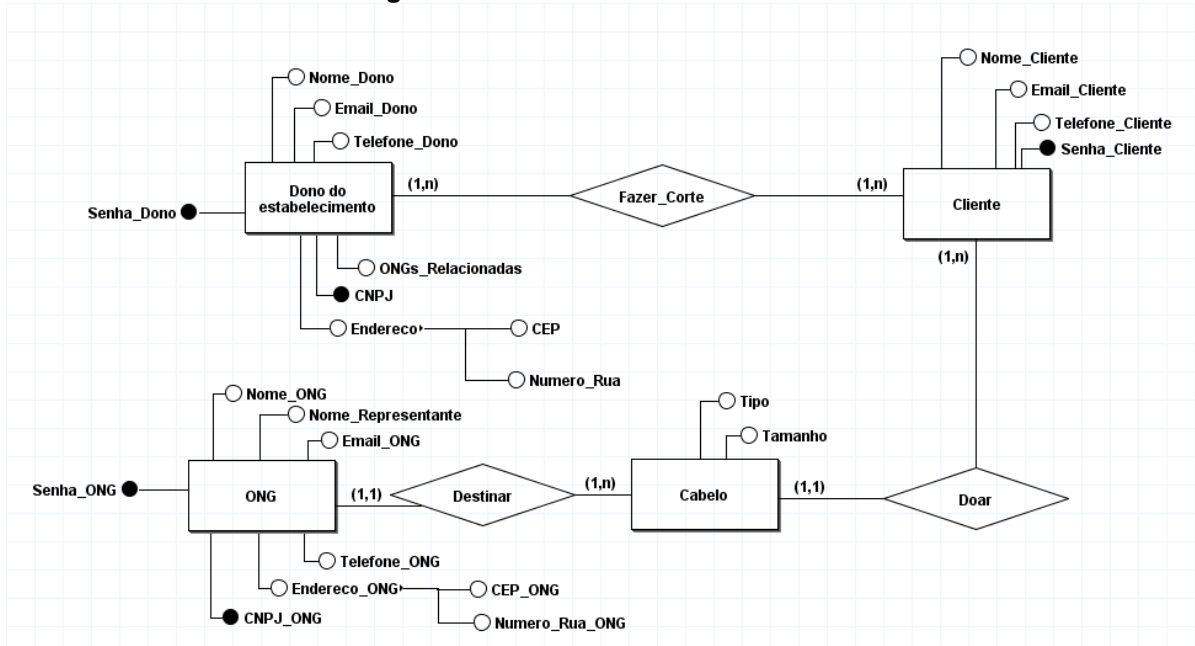 Nome_Dono
Email_Dono
Telefone_Dono
Dono do
estabelecimento
Senha_Dono
(1,n)
Fazer_Corte
(1,n)
Nome_Cliente
Email_Cliente
Telefone_Cliente
Senha_Cliente
Cliente
(1,n)
ONGs_Relacionadas
CNPJ
Endereco
CEP
Numero_Rua
Nome_ONG
Nome_Representante
Email_ONG
Senha_ONG
ONG
(1,1)
Destinar
(1,n)
Tipo
Tamanho
Cabelo
(1,1)
Doar
Telefone_ONG
Endereco_ONG
CEP_ONG
CNPJ_ONG
Numero_Rua_ONG